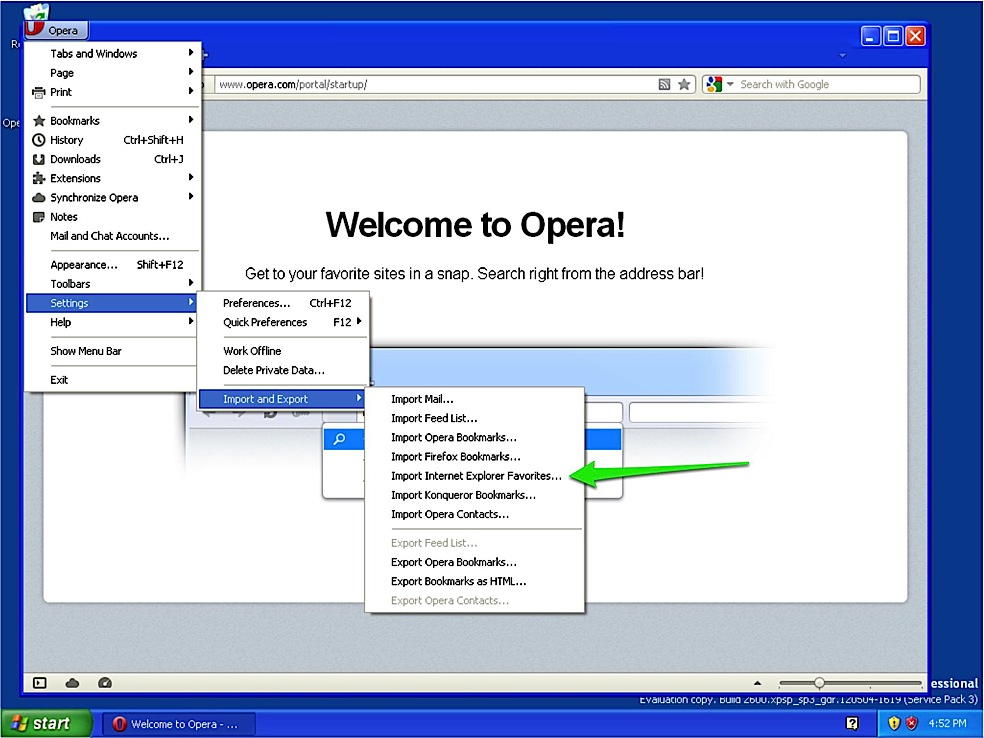 Opera
Tabs and Windows
Page
Print
Bookmarks
History Ctrl+Shift+H
Downloads Ctrl+J
Extensions
Synchronize Opera
Notes
Mail and Chat Accounts...
Appearance... Shift+F12
Toolbars
Settings
Help
Show Menu Bar
Exit
www.opera.com/portal/startup/
Search with Google
Welcome to Opera!
Get to your favorite sites in a snap. Search right from the address bar!
Preferences... Ctrl+F12
Quick Preferences F12
Work Offline
Delete Private Data...
Import and Export
Import Mail...
Import Feed List...
Import Opera Bookmarks...
Import Firefox Bookmarks...
Import Internet Explorer Favorites...
Import Konqueror Bookmarks...
Import Opera Contacts...
Export Feed List...
Export Opera Bookmarks...
Export Bookmarks as HTML...
Export Opera Contacts...
essional
Evaluation copy. Build 2600.xpsp_sp3_gdr.120504-1619 (Service Pack 3)
start
Welcome to Opera - ...
4:52 PM